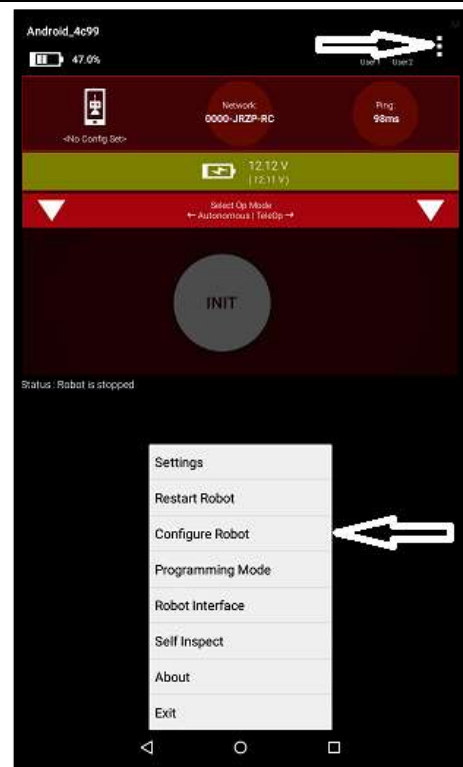 Android_4c99
47.0%
User1 User2
<No Config Set>
Network:
0000-JRZP-RC
Ping:
98ms
12.12 V
( 12.11 V)
Select Op Mode
← Autonomous | TeleOp →
INIT
Status : Robot is stopped
Settings
Restart Robot
Configure Robot
Programming Mode
Robot Interface
Self Inspect
About
Exit